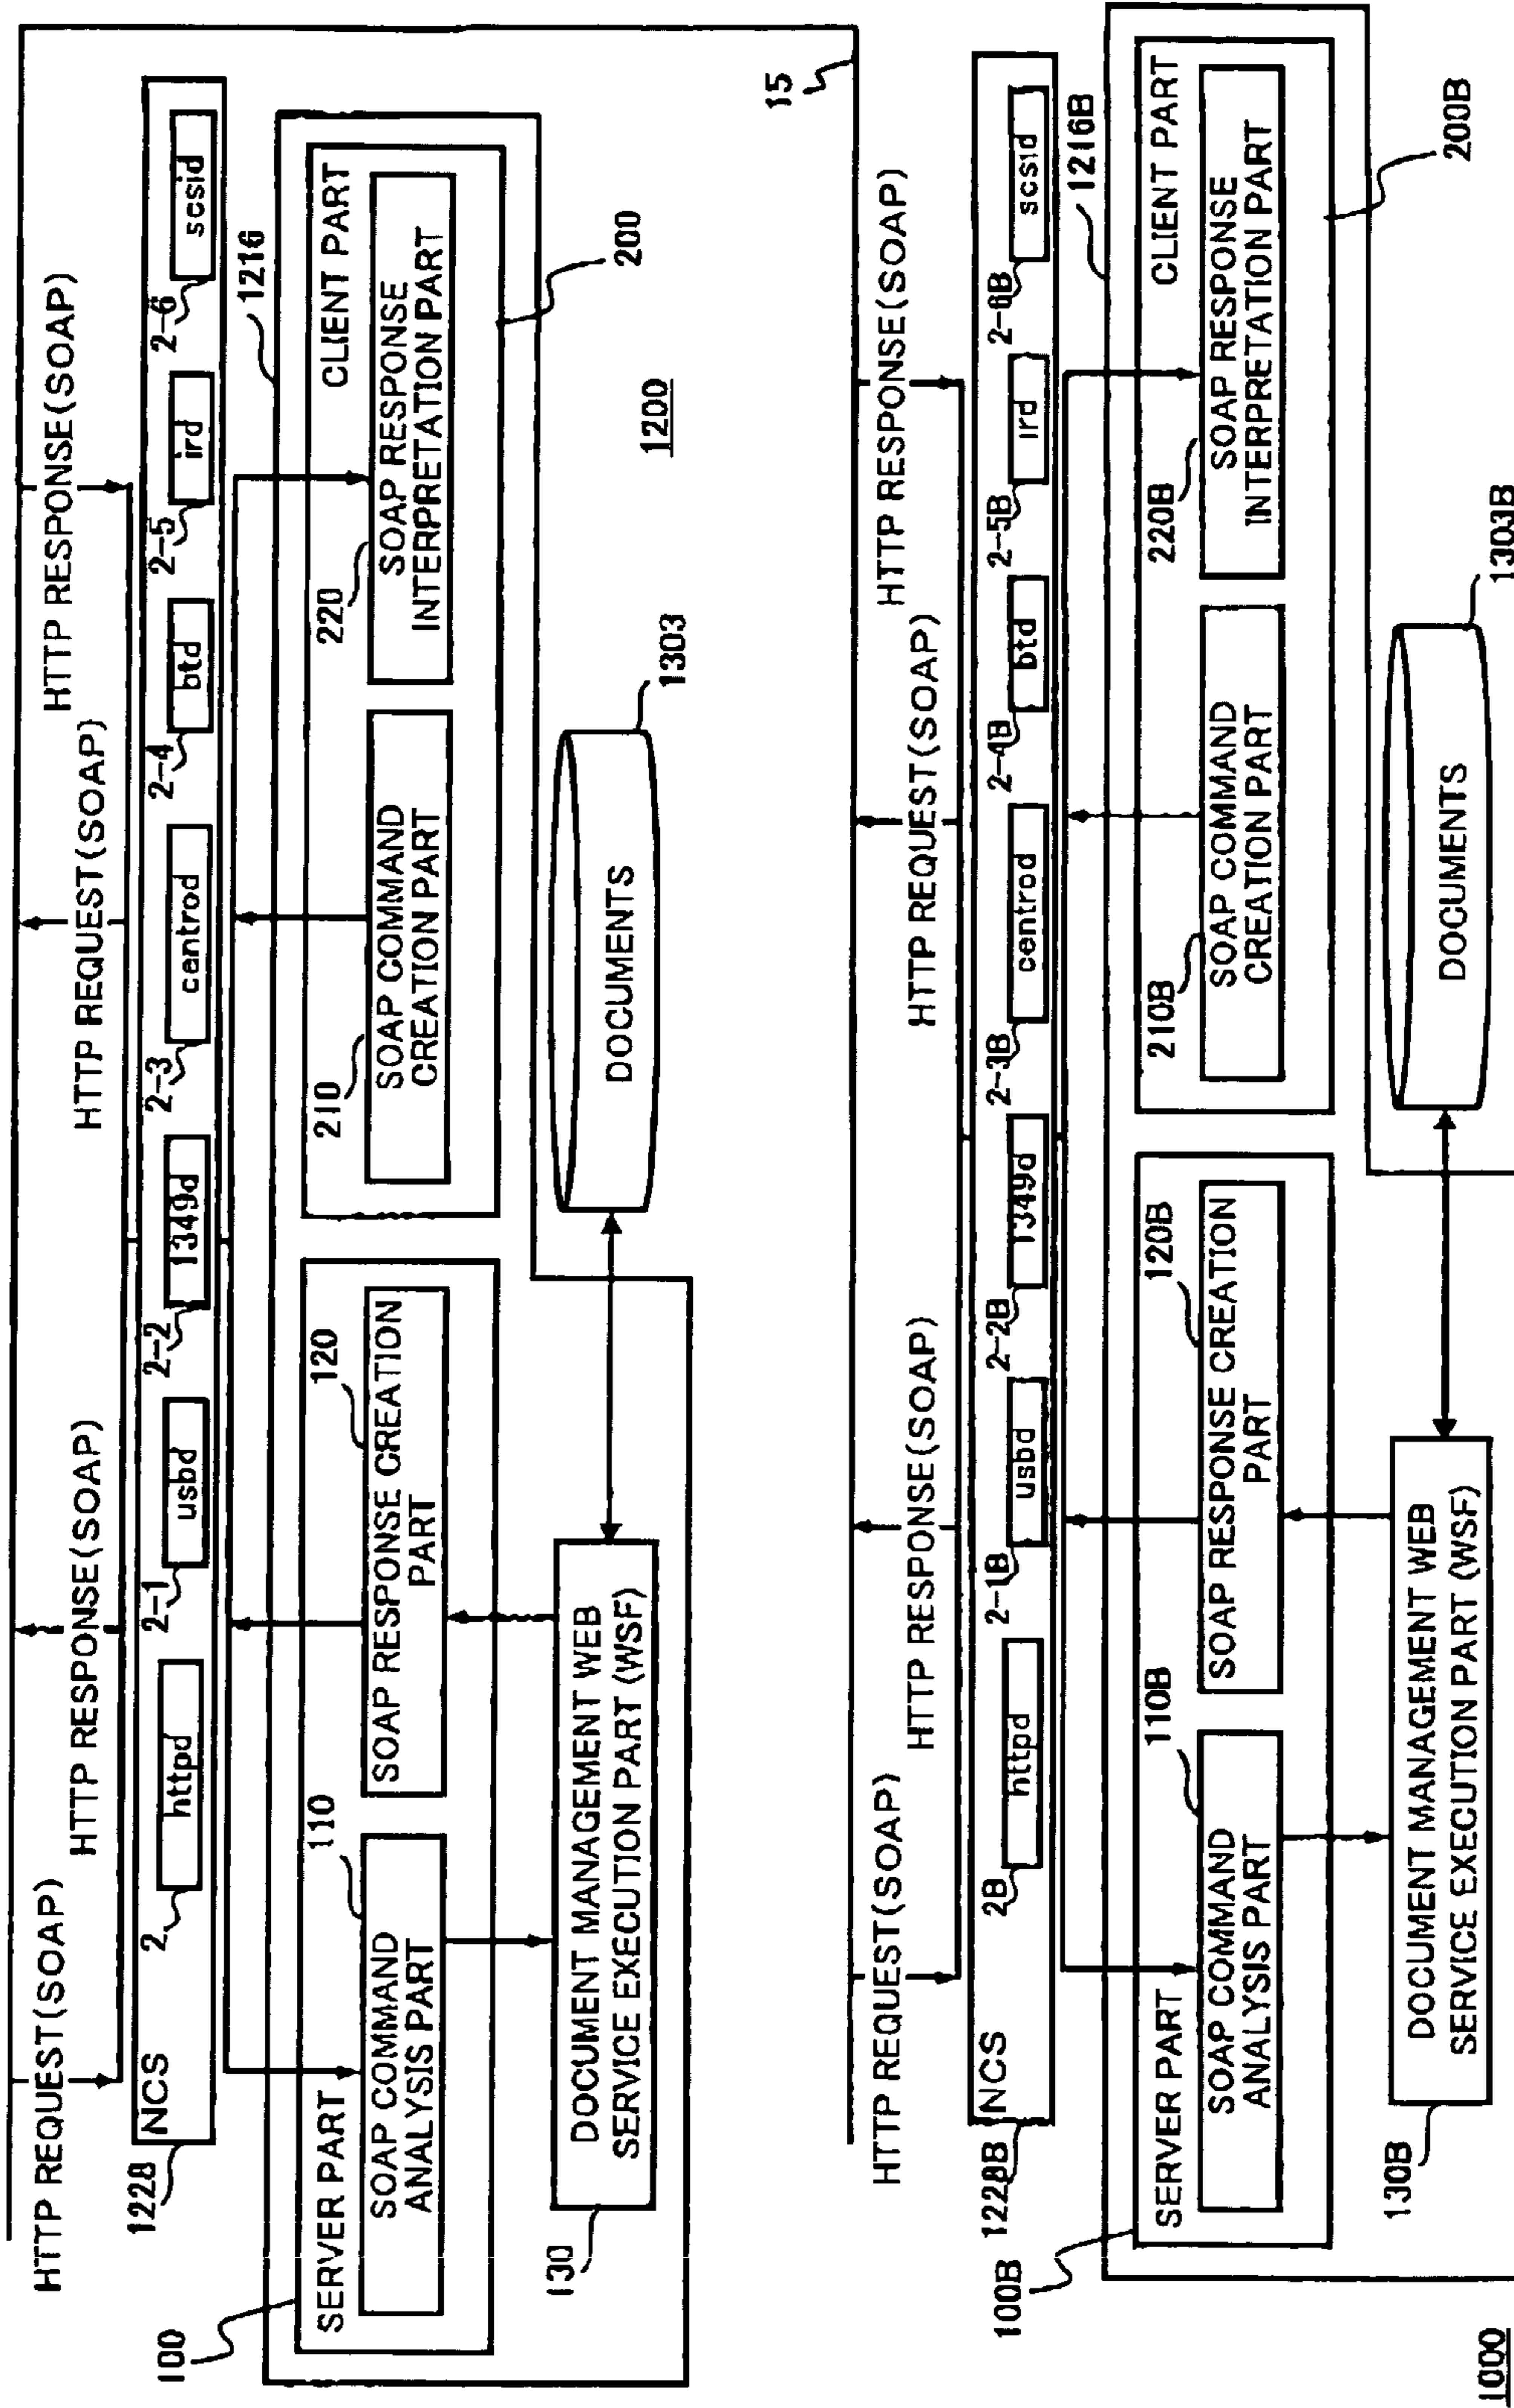 HTTP REQUEST(SOAP)
HTTP RESPONSE(SOAP)
HTTP REQUEST(SOAP)
HTTP RESPONSE(SOAP)
1228
NCS
2
httpd
2-1
usbd
2-2
1349d
2-3
centrod
2-4
btd
2-5
ird
2-6
scsid
1216
100
SERVER PART
SOAP COMMAND
ANALYSIS PART
110
SOAP RESPONSE CREATION
PART
120
CLIENT PART
210
SOAP COMMAND
CREATION PART
220
SOAP RESPONSE
INTERPRETATION PART
200
130
DOCUMENT MANAGEMENT WEB
SERVICE EXECUTION PART (WSF)
DOCUMENTS
1303
1200
15
HTTP REQUEST(SOAP)
HTTP RESPONSE(SOAP)
HTTP REQUEST(SOAP)
HTTP RESPONSE(SOAP)
1228B
NCS
2B
httpd
2-1B
usbd
2-2B
1349d
2-3B
centrod
2-4B
btd
2-5B
ird
2-6B
scsid
1216B
100B
SERVER PART
SOAP COMMAND
ANALYSIS PART
110B
SOAP RESPONSE CREATION
PART
120B
CLIENT PART
210B
SOAP COMMAND
CREATION PART
220B
SOAP RESPONSE
INTERPRETATION PART
200B
130B
DOCUMENT MANAGEMENT WEB
SERVICE EXECUTION PART (WSF)
DOCUMENTS
1303B
1000